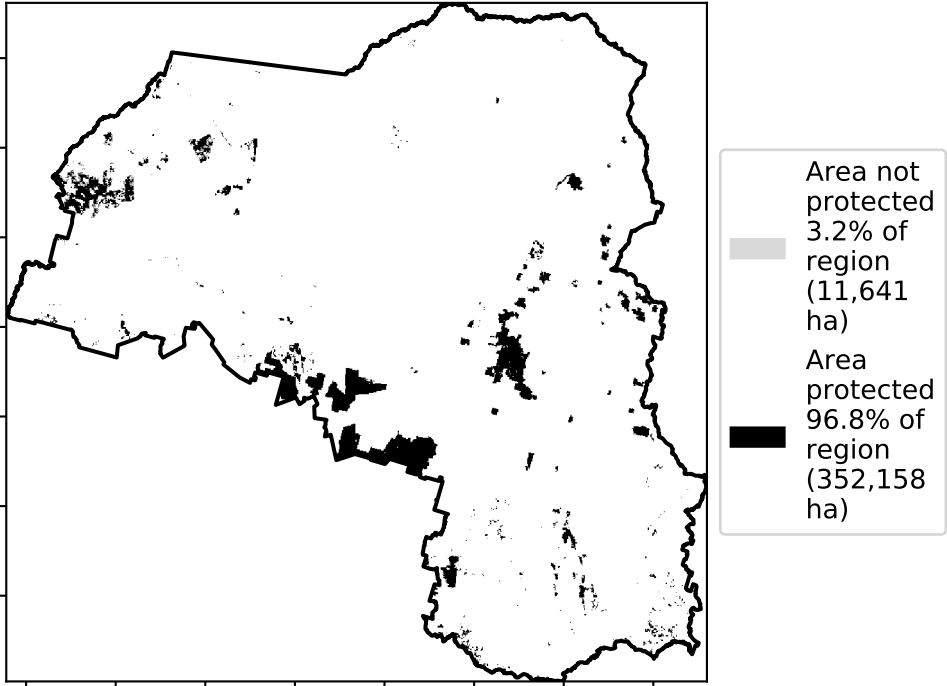 Area not
protected
3.2% of
region
(11,641
ha)
Area
protected
96.8% of
region
(352,158
ha)